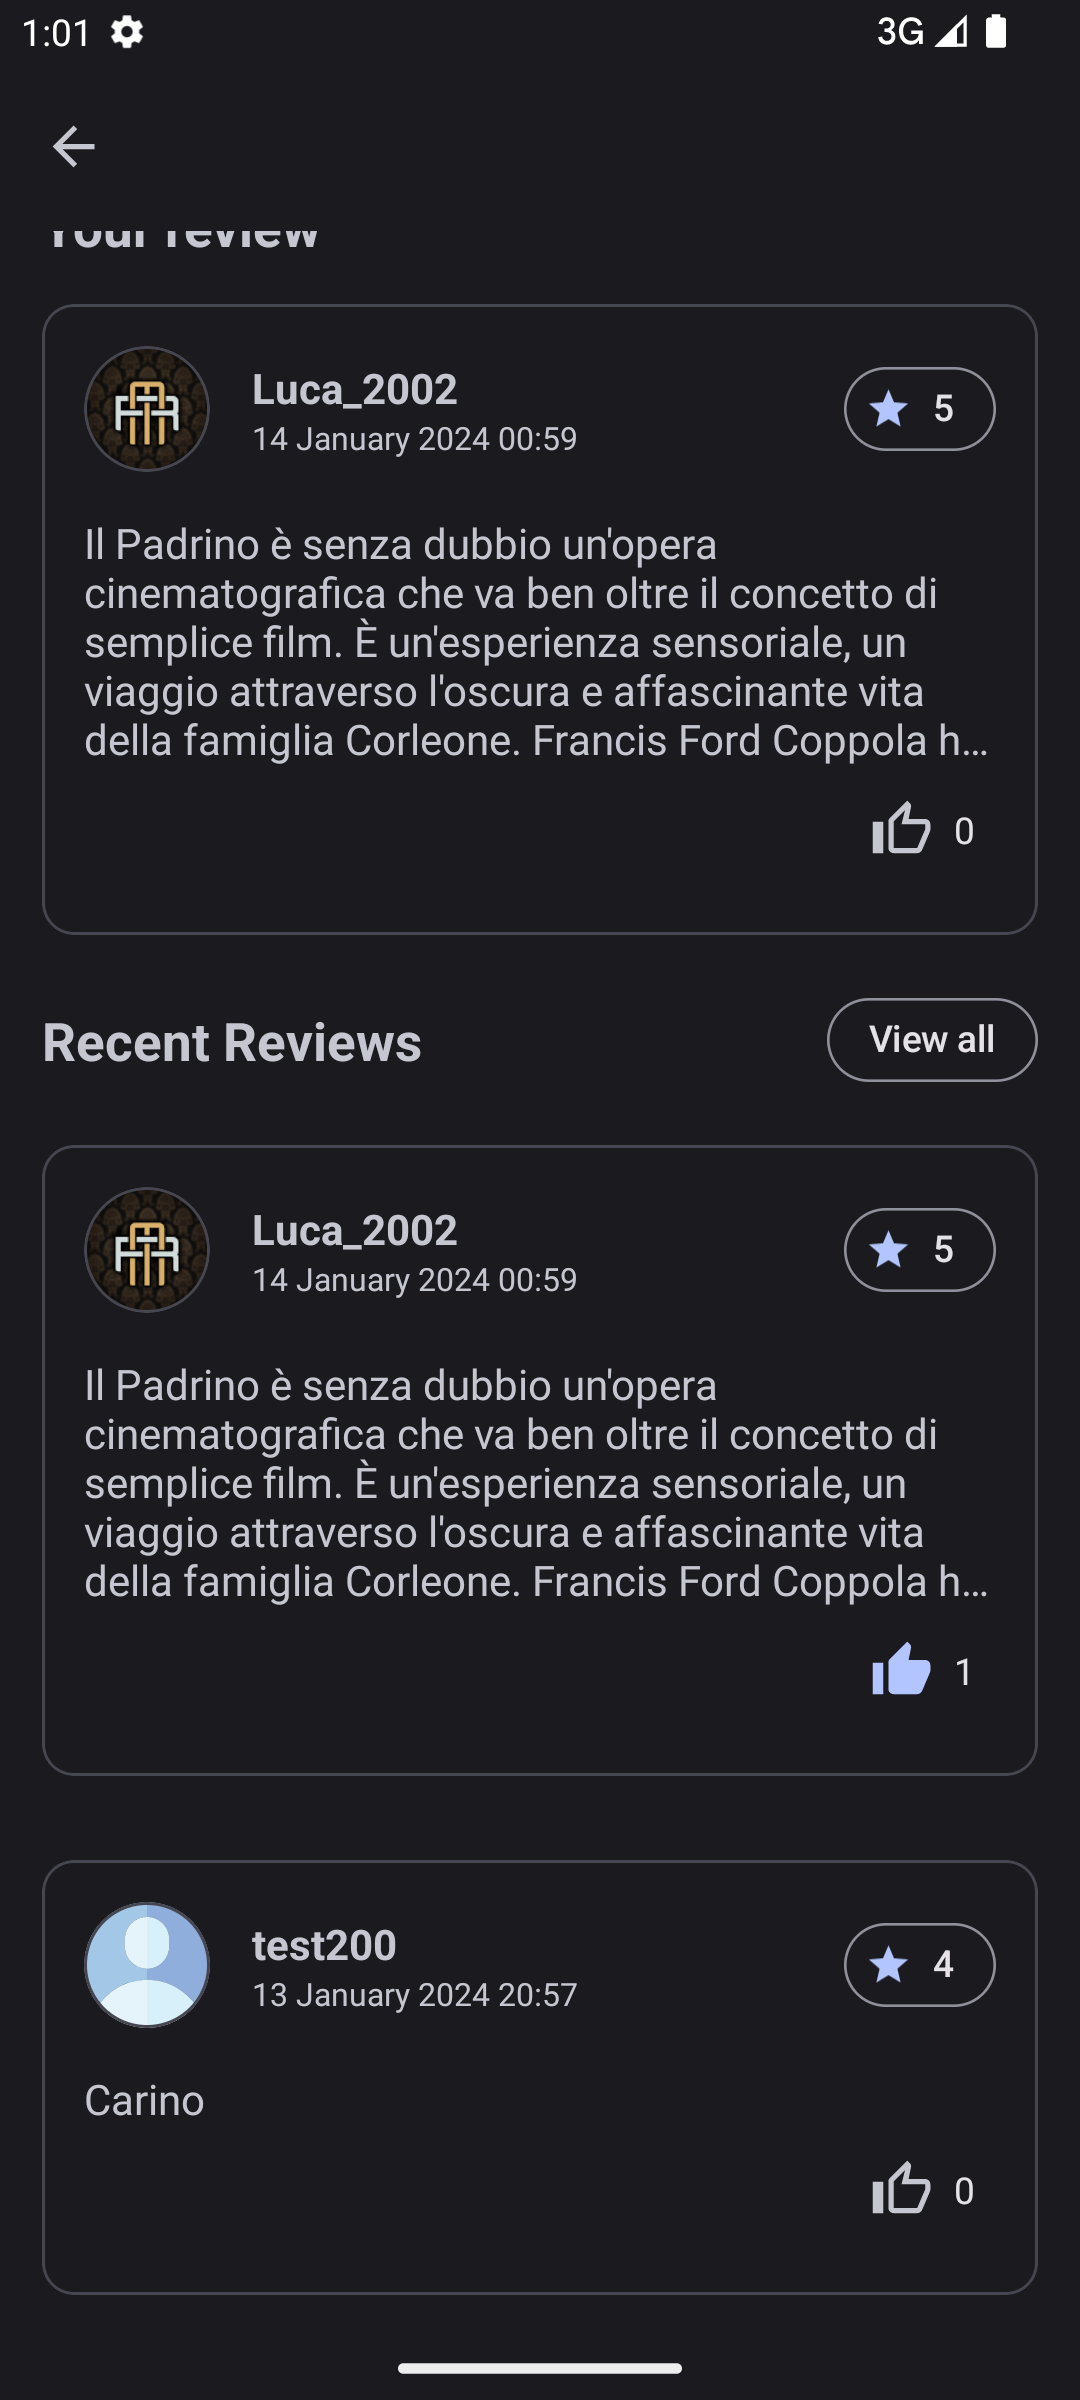 1:01
3G
Your review
Luca_2002
14 January 2024 00:59
5
Il Padrino è senza dubbio un'opera
cinematografica che va ben oltre il concetto di
semplice film. È un'esperienza sensoriale, un
viaggio attraverso l'oscura e affascinante vita
della famiglia Corleone. Francis Ford Coppola h...
0
Recent Reviews
View all
Luca_2002
14 January 2024 00:59
5
Il Padrino è senza dubbio un'opera
cinematografica che va ben oltre il concetto di
semplice film. È un'esperienza sensoriale, un
viaggio attraverso l'oscura e affascinante vita
della famiglia Corleone. Francis Ford Coppola h...
1
test200
13 January 2024 20:57
4
Carino
0